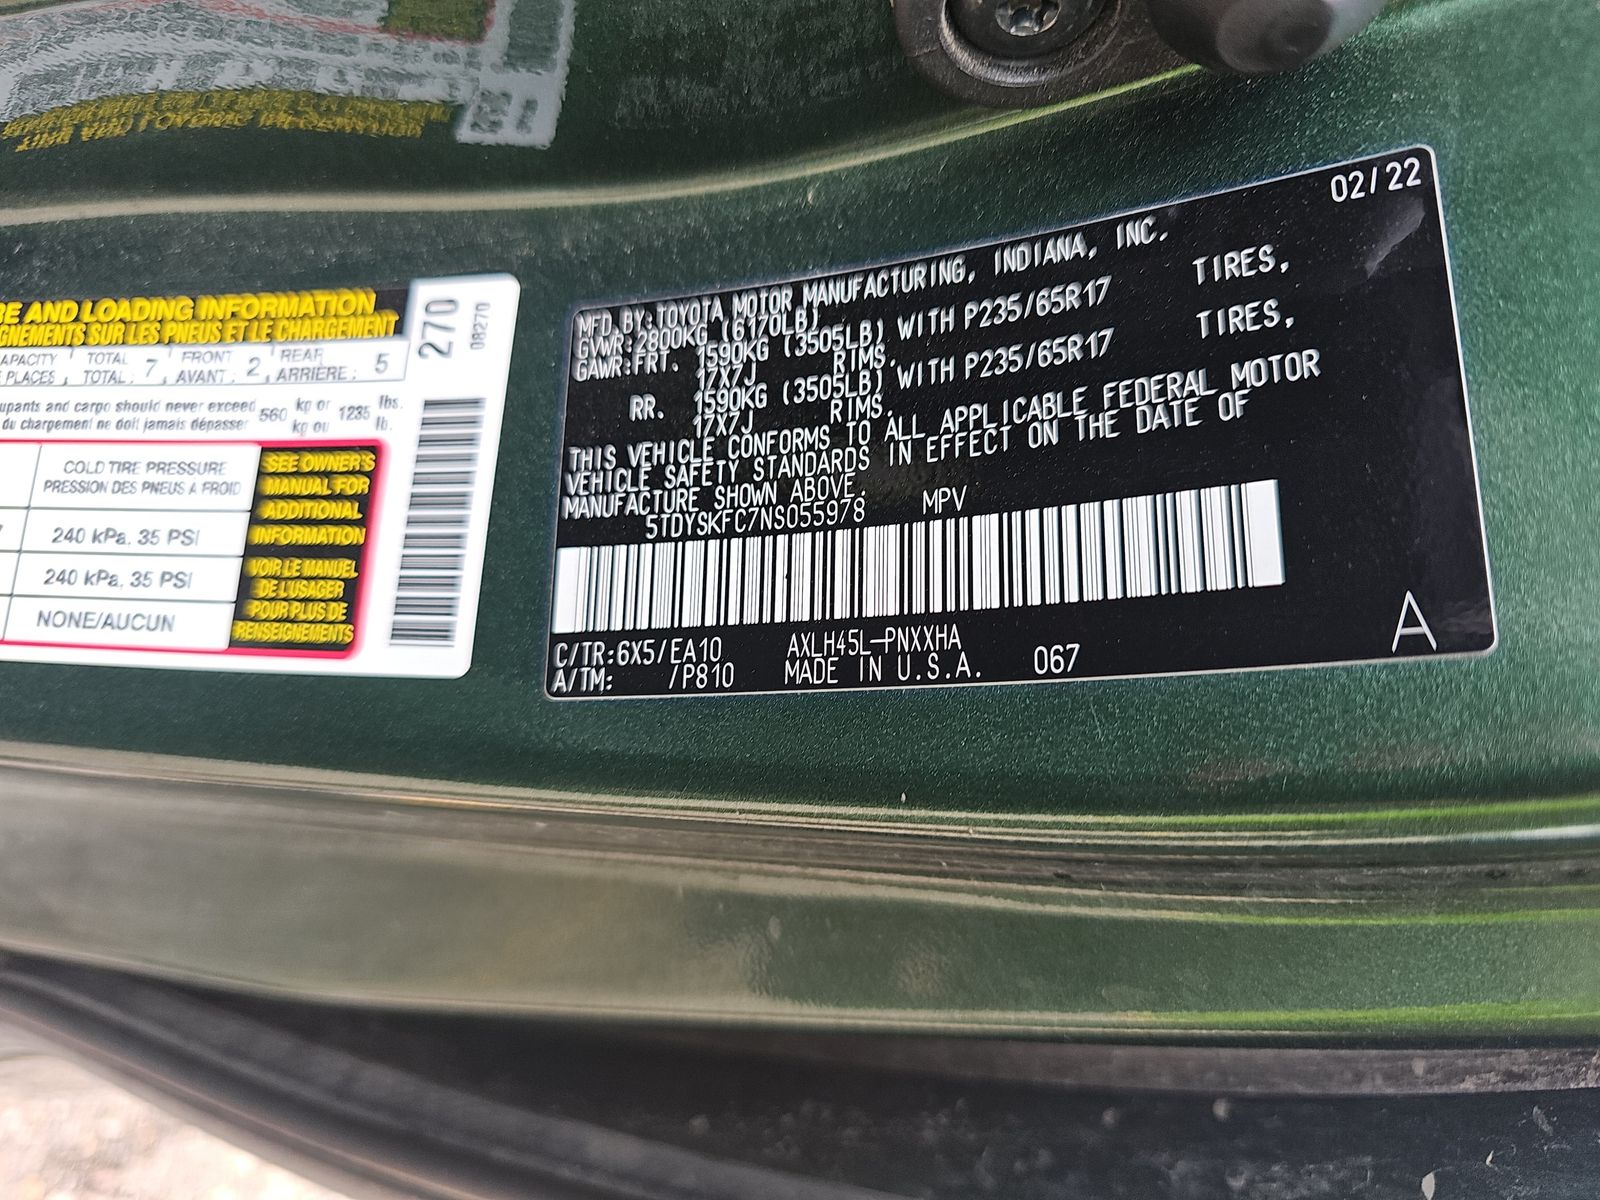 RE AND LOADING INFORMATION
GNEMENTS SUR LES PNEUS ET LE CHARGEMENT
APACITY TOTAL 7 FRONT 2 REAR 5
PLACES TOTAL: AVANT: ARRIÈRE:
upants and cargo should never exceed 560 kg or 1235 lbs.
du chargement ne doit jamais dépasser kg ou lb.
COLD TIRE PRESSURE
PRESSION DES PNEUS A FROID
240 kPa, 35 PSI
240 kPa, 35 PSI
NONE/AUCUN
SEE OWNER'S
MANUAL FOR
ADDITIONAL
INFORMATION
VOIR LE MANUEL
DE L'USAGER
POUR PLUS DE
RENSEIGNEMENTS
270
08270
02/22
MFD. BY: TOYOTA MOTOR MANUFACTURING, INDIANA, INC.
GVWR: 2800KG (6170LB)
GAWR: FRT. 1590KG (3505LB) WITH P235/65R17 TIRES,
17X7J RIMS.
RR. 1590KG (3505LB) WITH P235/65R17 TIRES,
17X7J RIMS.
THIS VEHICLE CONFORMS TO ALL APPLICABLE FEDERAL MOTOR
VEHICLE SAFETY STANDARDS IN EFFECT ON THE DATE OF
MANUFACTURE SHOWN ABOVE.
5TDYSKFC7NS055978 MPV
C/TR:6X5/EA10 AXLH45L-PNXXHA
A/TM: /P810 MADE IN U.S.A. 067
A